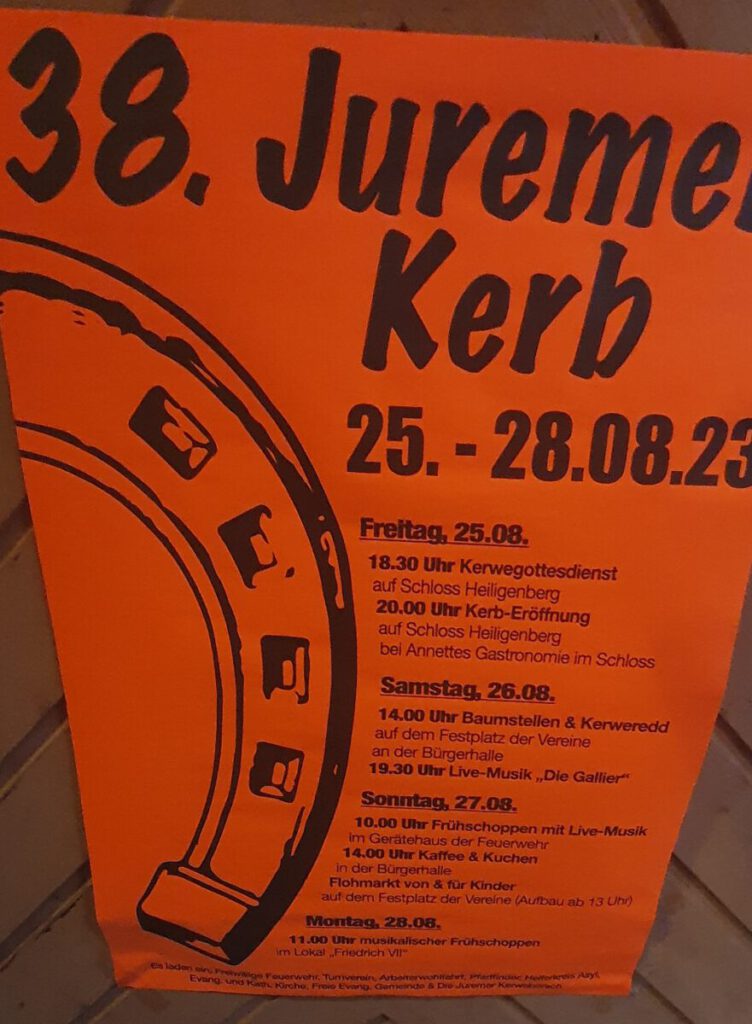 38. Juremer
Kerb
25. - 28.08.23
Freitag, 25.08.
18.30 Uhr Kerwegottesdienst
auf Schloss Heiligenberg
20.00 Uhr Kerb-Eröffnung
auf Schloss Heiligenberg
bei Annettes Gastronomie im Schloss
Samstag, 26.08.
14.00 Uhr Baumstellen & Kerweredd
auf dem Festplatz der Vereine
an der Bürgerhalle
19.30 Uhr Live-Musik „Die Gallier“
Sonntag, 27.08.
10.00 Uhr Frühschoppen mit Live-Musik
im Gerätehaus der Feuerwehr
14.00 Uhr Kaffee & Kuchen
in der Bürgerhalle
Flohmarkt von & für Kinder
auf dem Festplatz der Vereine (Aufbau ab 13 Uhr)
Montag, 28.08.
11.00 Uhr musikalischer Frühschoppen
im Lokal „Friedrich VII“
Es laden ein: Freiwillige Feuerwehr, Turnverein, Arbeiterwohlfahrt, Pfadfinder, Helferkreis Asyl,
Evang. und Kath. Kirche, Freie Evang. Gemeinde & Die Juremer